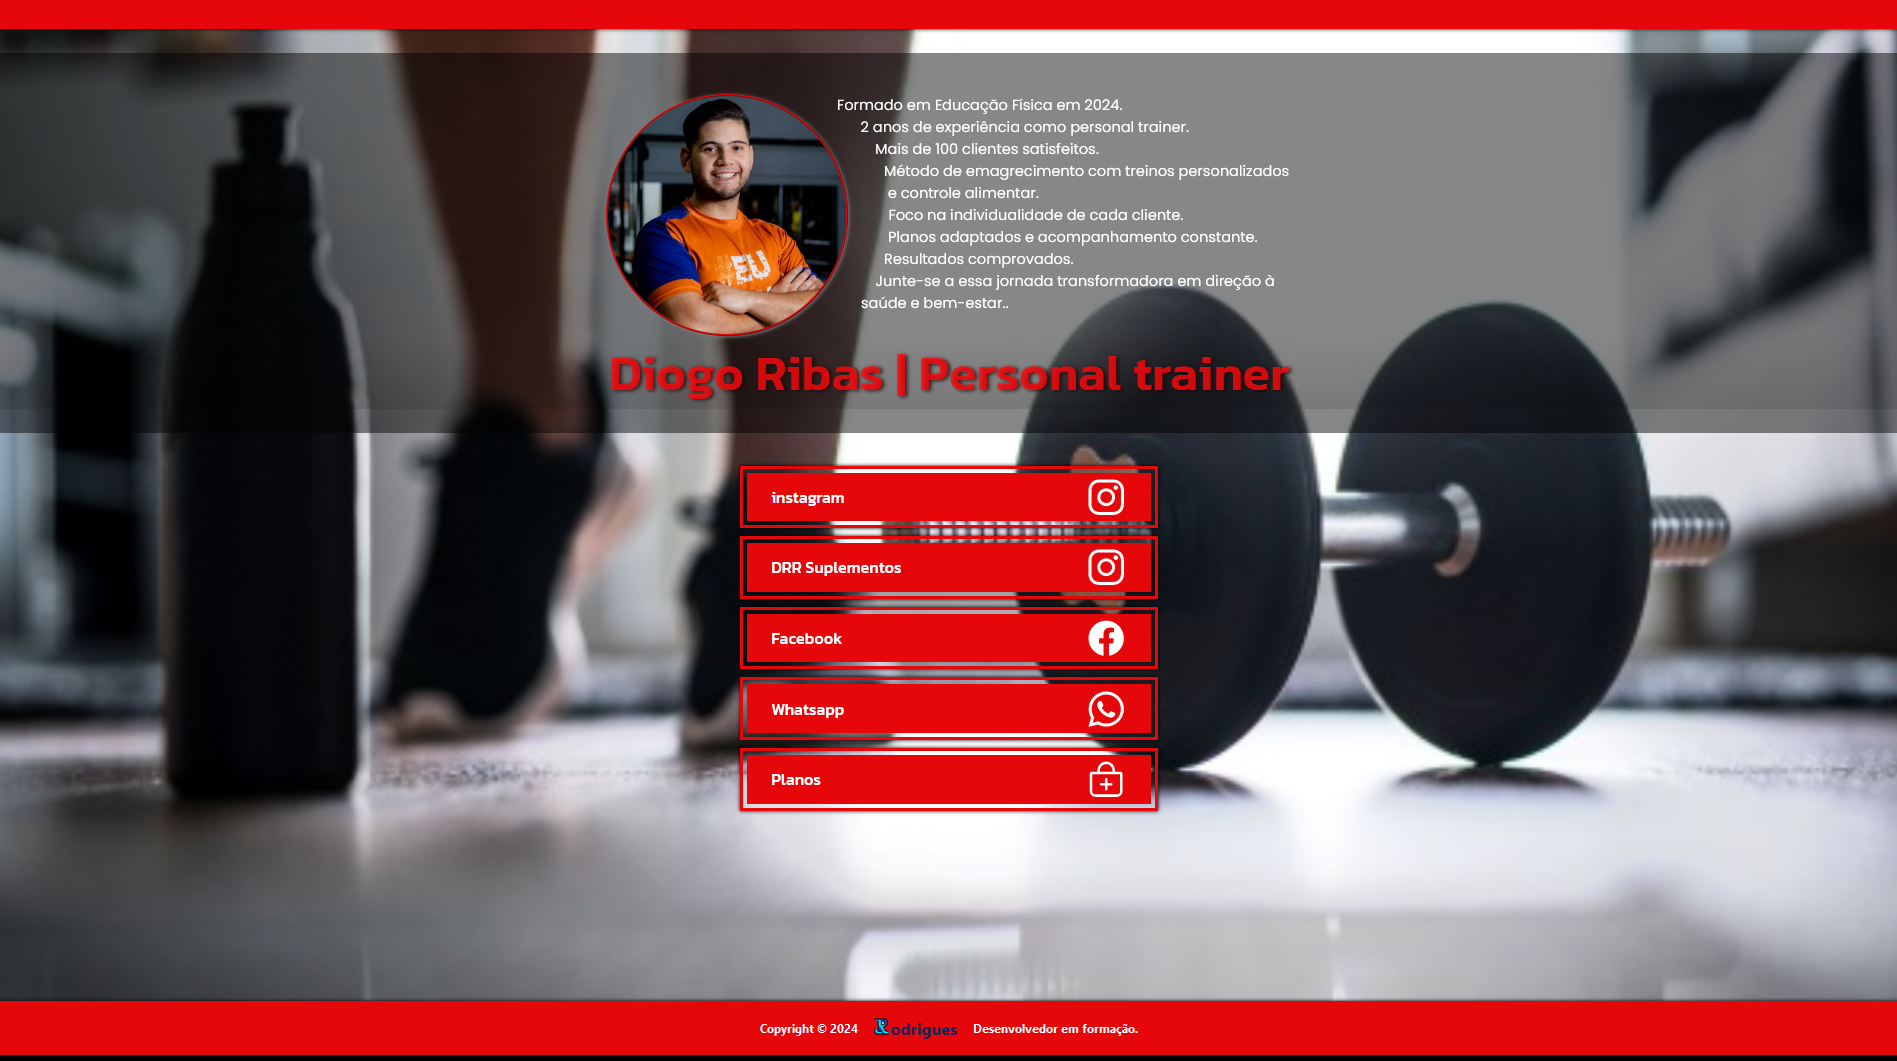 Formado em Educação Física em 2024.
2 anos de experiência como personal trainer.
Mais de 100 clientes satisfeitos.
Método de emagrecimento com treinos personalizados
e controle alimentar.
Foco na individualidade de cada cliente.
Planos adaptados e acompanhamento constante.
Resultados comprovados.
Junte-se a essa jornada transformadora em direção à
saúde e bem-estar..
#EU
Diogo Ribas | Personal trainer
instagram
DRR Suplementos
Facebook
Whatsapp
Planos
Copyright © 2024 Rodrigues Desenvolvedor em formação.